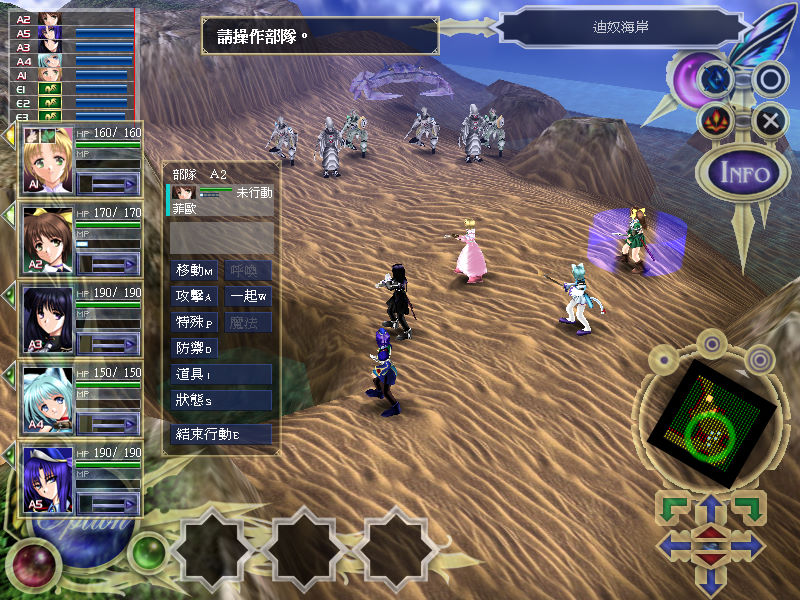 A2
A5
A3
A4
A1
E1
E2
E3
請操作部隊。
迪奴海岸
INFO
HP 160/ 160
MP
A1
HP 170/ 170
MP
A2
HP 190/ 190
MP
A3
HP 150/ 150
MP
A4
HP 190/ 190
MP
A5
部隊 A2
未行動
菲歐
移動M 呼喚
攻擊A 一起W
特殊P 魔法
防禦D
道具I
狀態S
結束行動E
Option